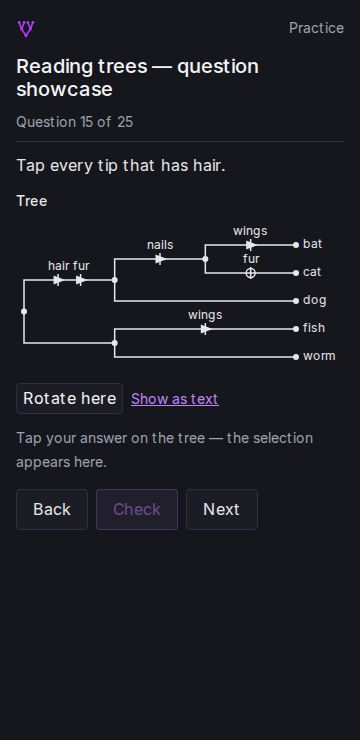 Practice
Reading trees — question
showcase
Question 15 of 25
Tap every tip that has hair.
Tree
wings
bat
nails
fur
cat
hair fur
dog
wings
fish
worm
Rotate here Show as text
Tap your answer on the tree — the selection
appears here.
Back Check Next